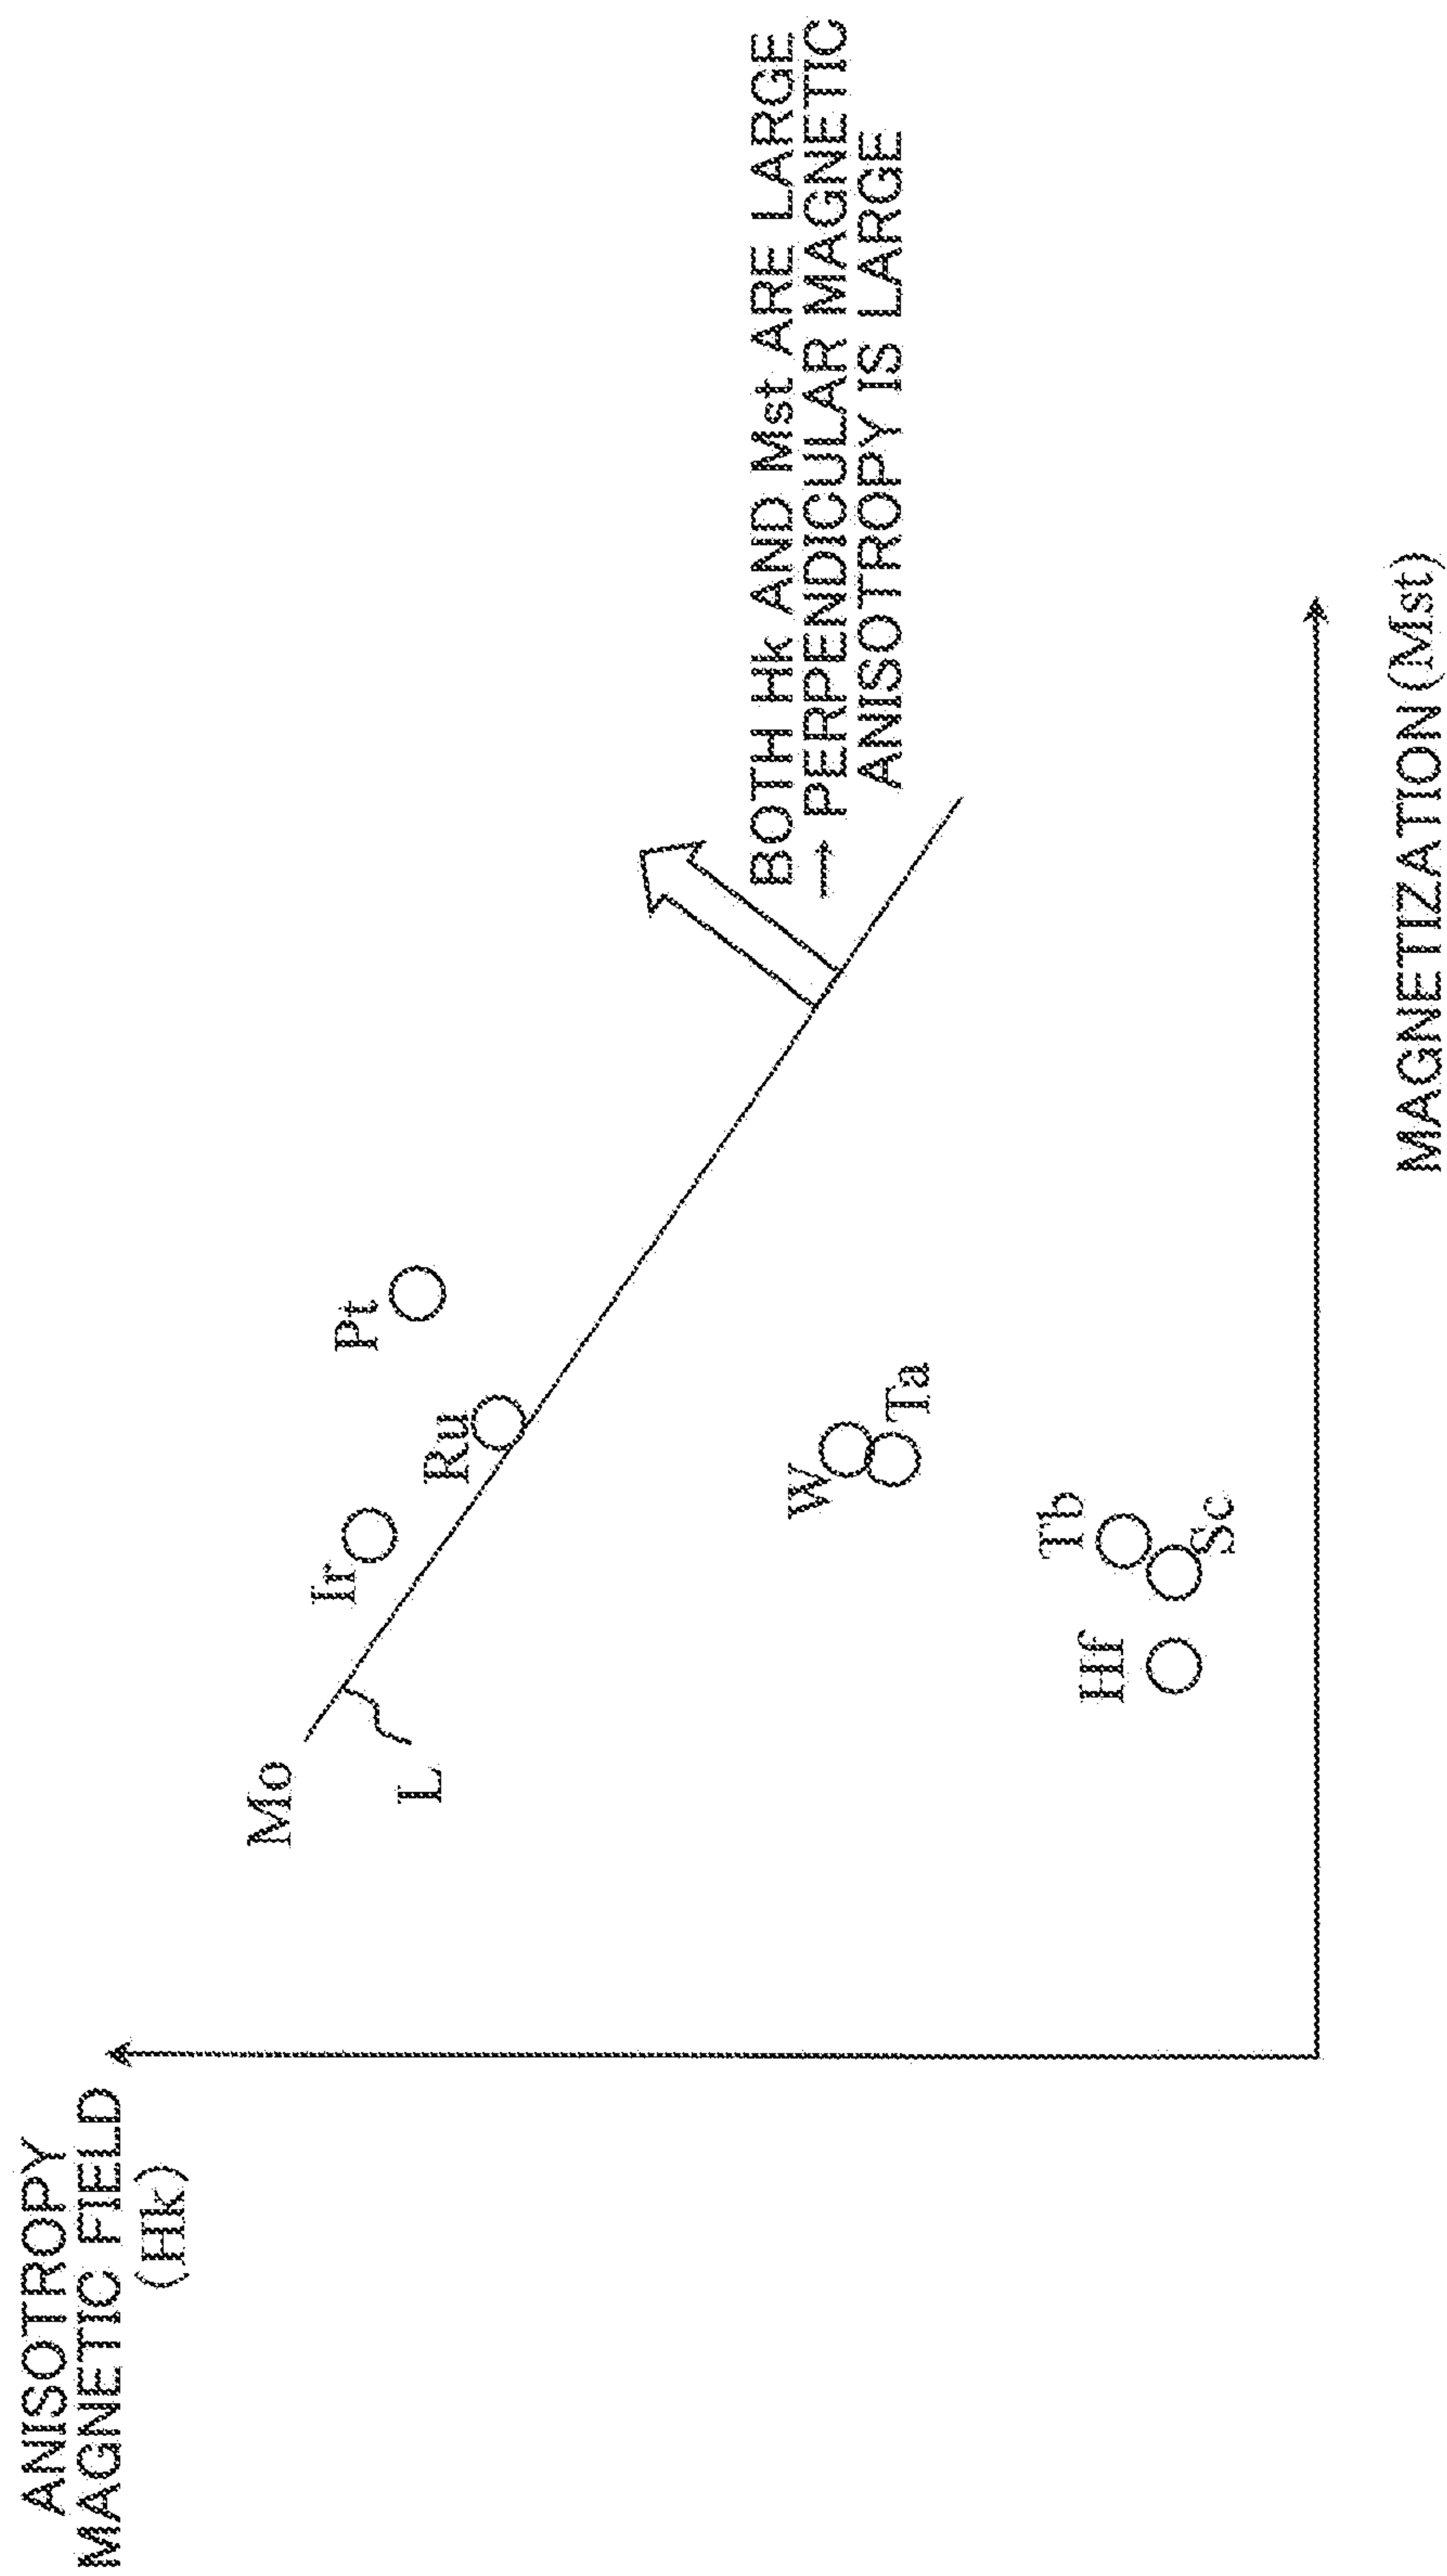 ANISOTROPY
MAGNETIC FIELD
(Hk)
Mo
L
Ir
Ru
Pt
W
Ta
Tb
Sc
Hf
BOTH Hk AND Mst ARE LARGE
→ PERPENDICULAR MAGNETIC
ANISOTROPY IS LARGE
MAGNETIZATION (Mst)